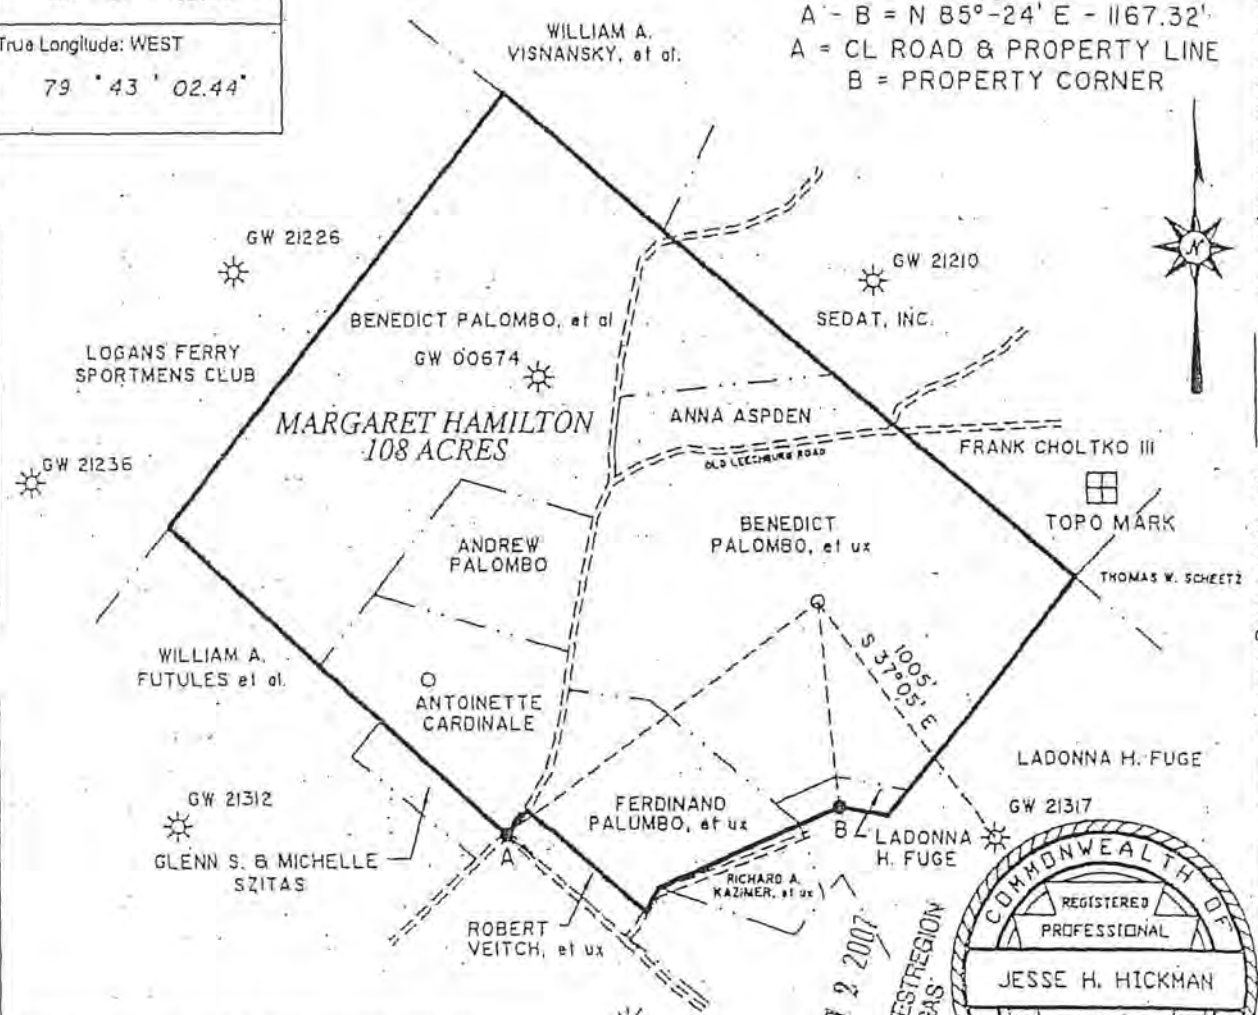 True Longitude: WEST
79 ° 43 ' 02.44"
WILLIAM A.
VISNANSKY, et al.
A - B = N 85°-24' E - 1167.32'
A = CL ROAD & PROPERTY LINE
B = PROPERTY CORNER
N
GW 21226
GW 21210
BENEDICT PALOMBO, et al
SEDAT, INC.
LOGANS FERRY
SPORTMENS CLUB
GW 00674
MARGARET HAMILTON
108 ACRES
ANNA ASPDEN
OLD LEECHBURG ROAD
FRANK CHOLTKO III
GW 21236
TOPO MARK
BENEDICT
PALOMBO, et ux
ANDREW
PALOMBO
THOMAS W. SCHEETZ
WILLIAM A.
FUTULES et al.
1005'
S 37°05' E
ANTOINETTE
CARDINALE
LADONNA H. FUGE
GW 21312
FERDINAND
PALUMBO, et ux
GW 21317
A
B
LADONNA
H. FUGE
GLENN S. & MICHELLE
SZITAS
RICHARD A.
KAZIMER, et ux
ROBERT
VEITCH, et ux
2 2007
COMMONWEALTH OF
REGISTERED
PROFESSIONAL
JESSE H. HICKMAN